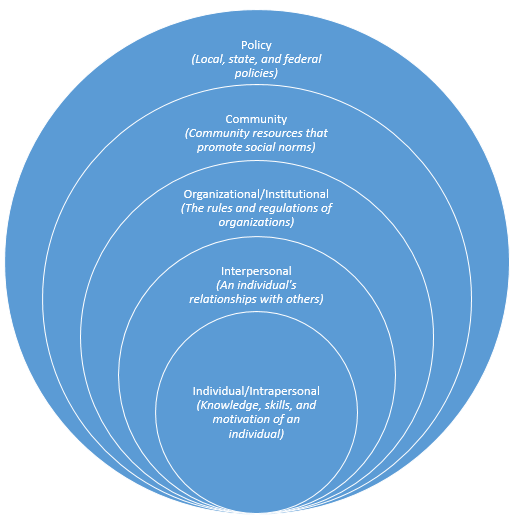 Policy
(Local, state, and federal
policies)
Community
(Community resources that
promote social norms)
Organizational/Institutional
(The rules and regulations of
organizations)
Interpersonal
(An individual's
relationships with others)
Individual/Intrapersonal
(Knowledge, skills, and
motivation of an
individual)